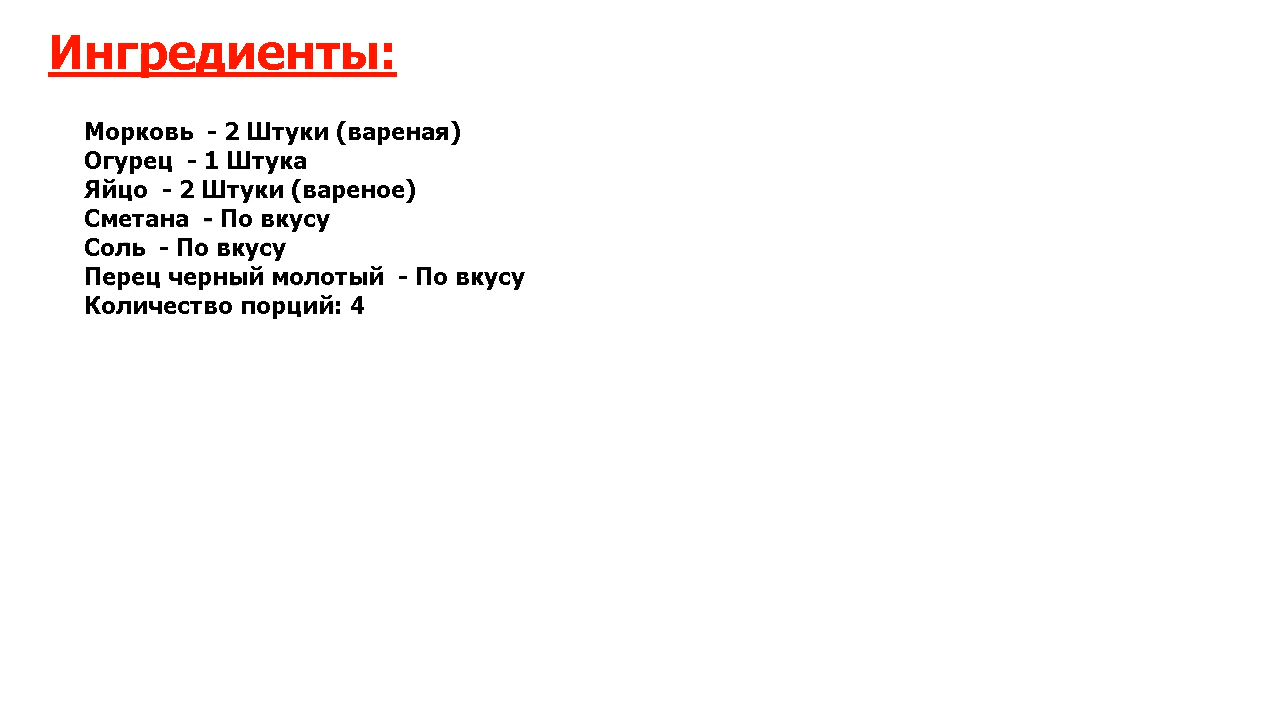 Ингредиенты:
Морковь  - 2 Штуки (вареная)
Огурец  - 1 Штука
Яйцо  - 2 Штуки (вареное)
Сметана  - По вкусу
Соль  - По вкусу
Перец черный молотый  - По вкусу
Количество порций: 4